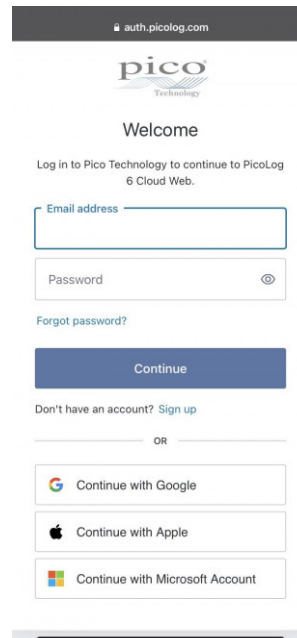 auth.picolog.com
pico
Technology
Welcome
Log in to Pico Technology to continue to PicoLog
6 Cloud Web.
Email address
Password
Forgot password?
Continue
Don't have an account? Sign up
OR
Continue with Google
Continue with Apple
Continue with Microsoft Account